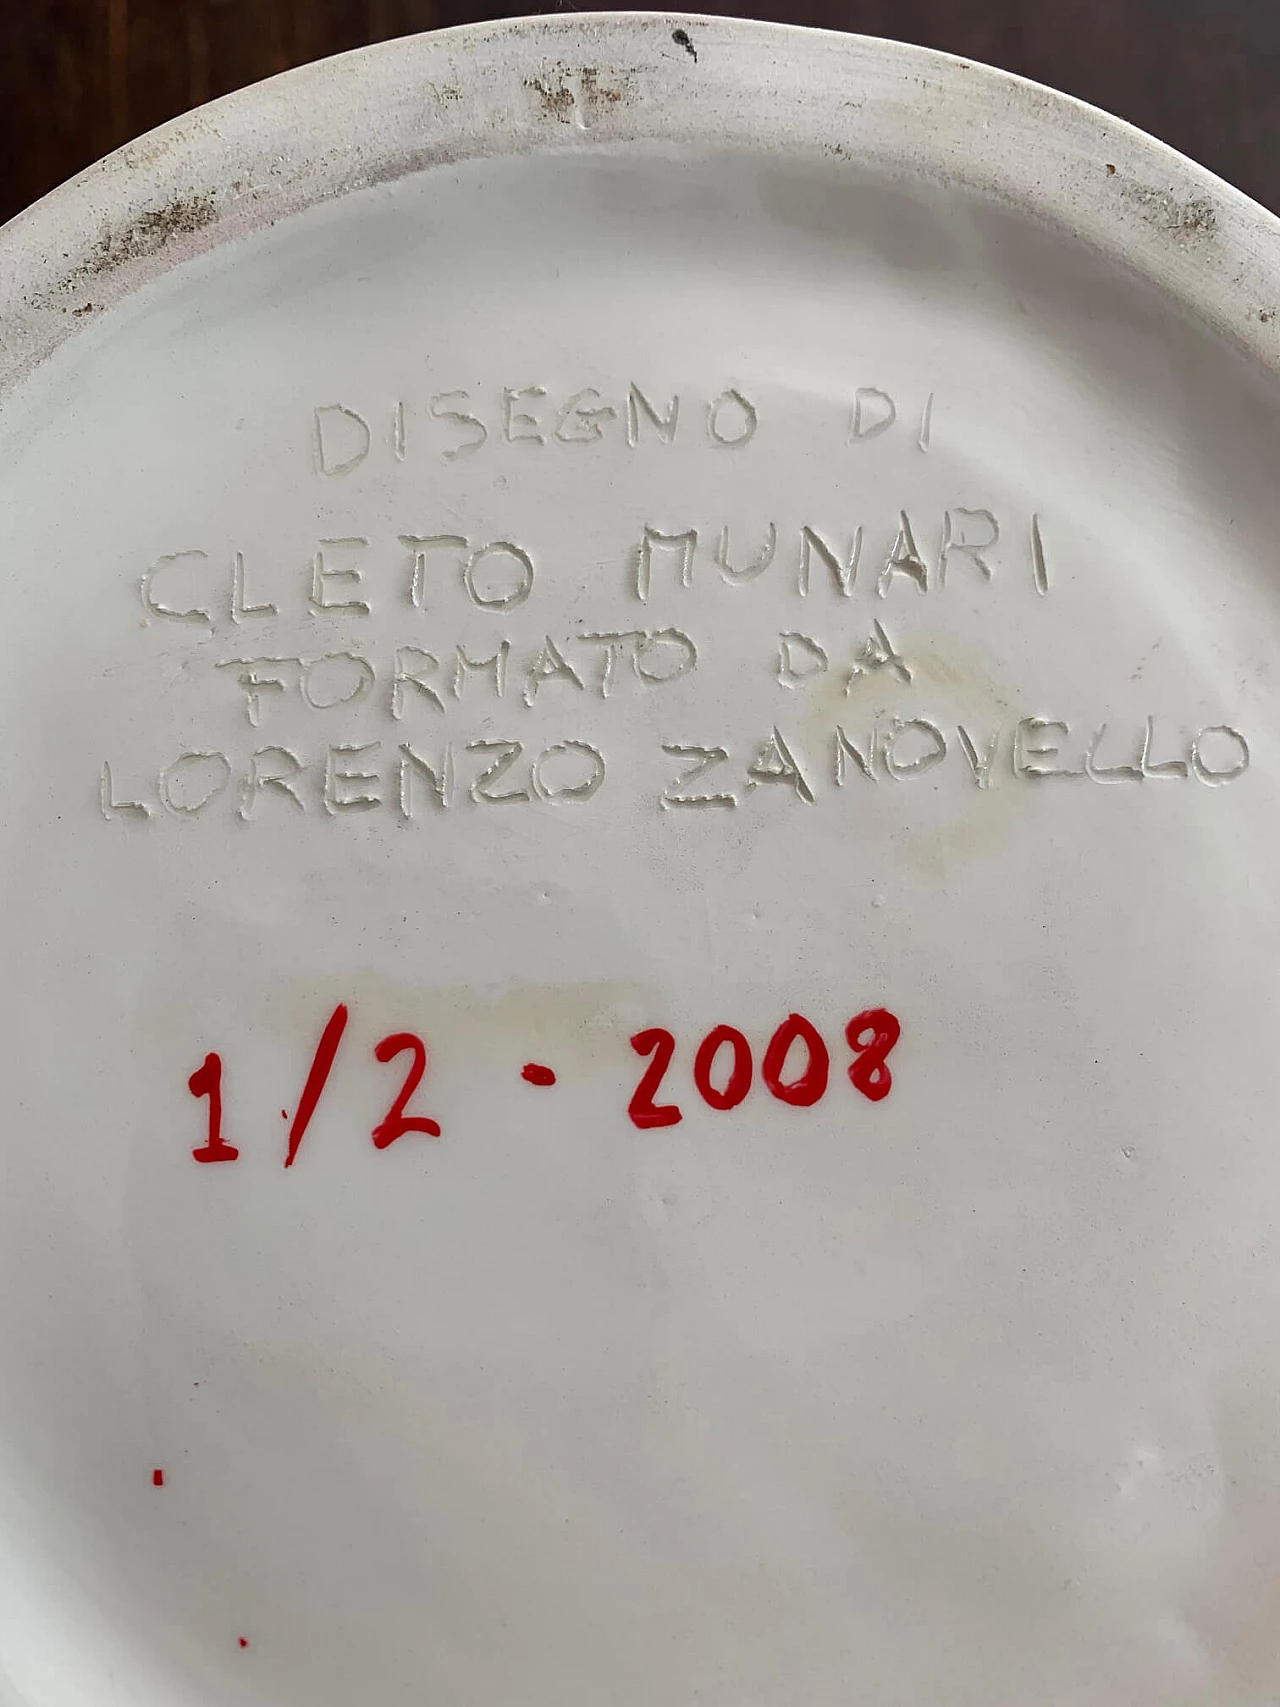 DISEGNO DI
CLETO MUNARI
FORMATO DA
LORENZO ZANOVELLO
1/2 · 2008